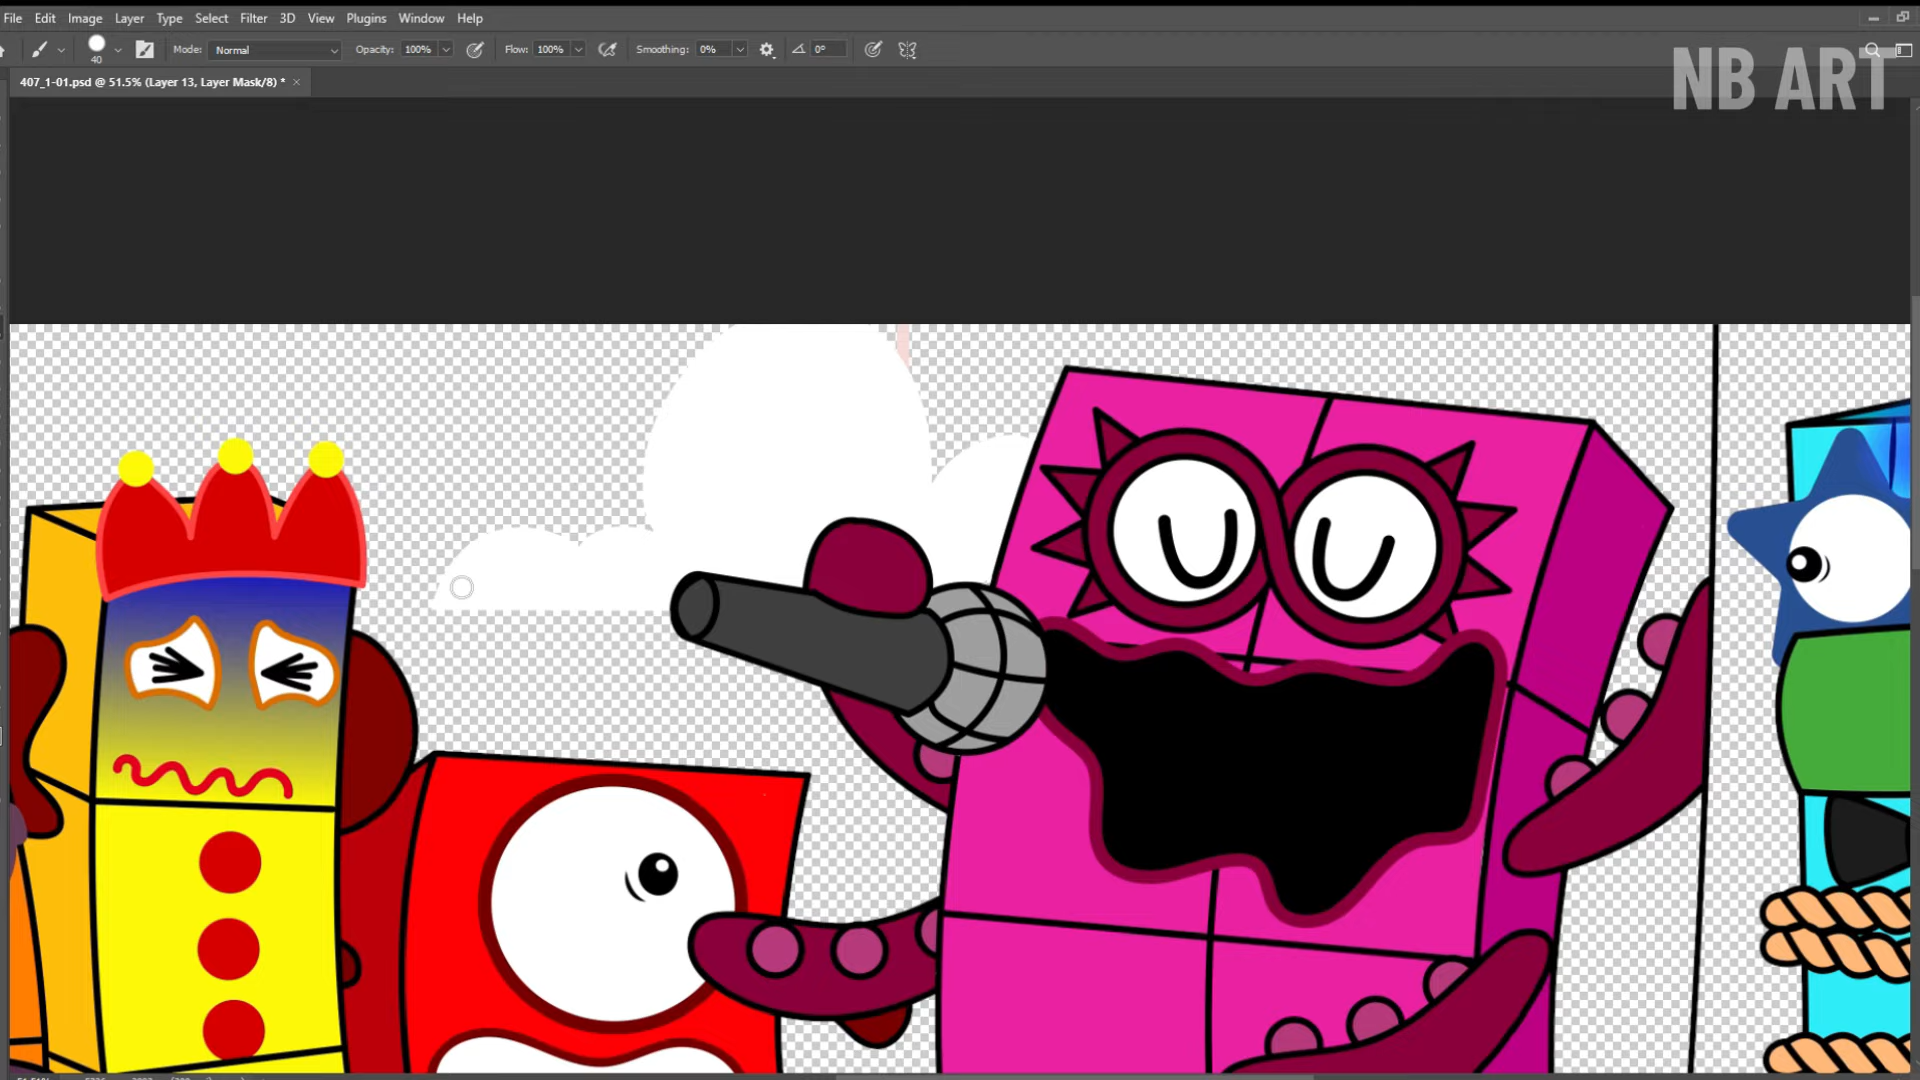 File Edit Image Layer Type Select Filter 3D View Plugins Window Help
40 Mode: Normal Opacity: 100% Flow: 100% Smoothing: 0% 0°
NB ART
407_1-01.psd @ 51.5% (Layer 13, Layer Mask/8) * ×